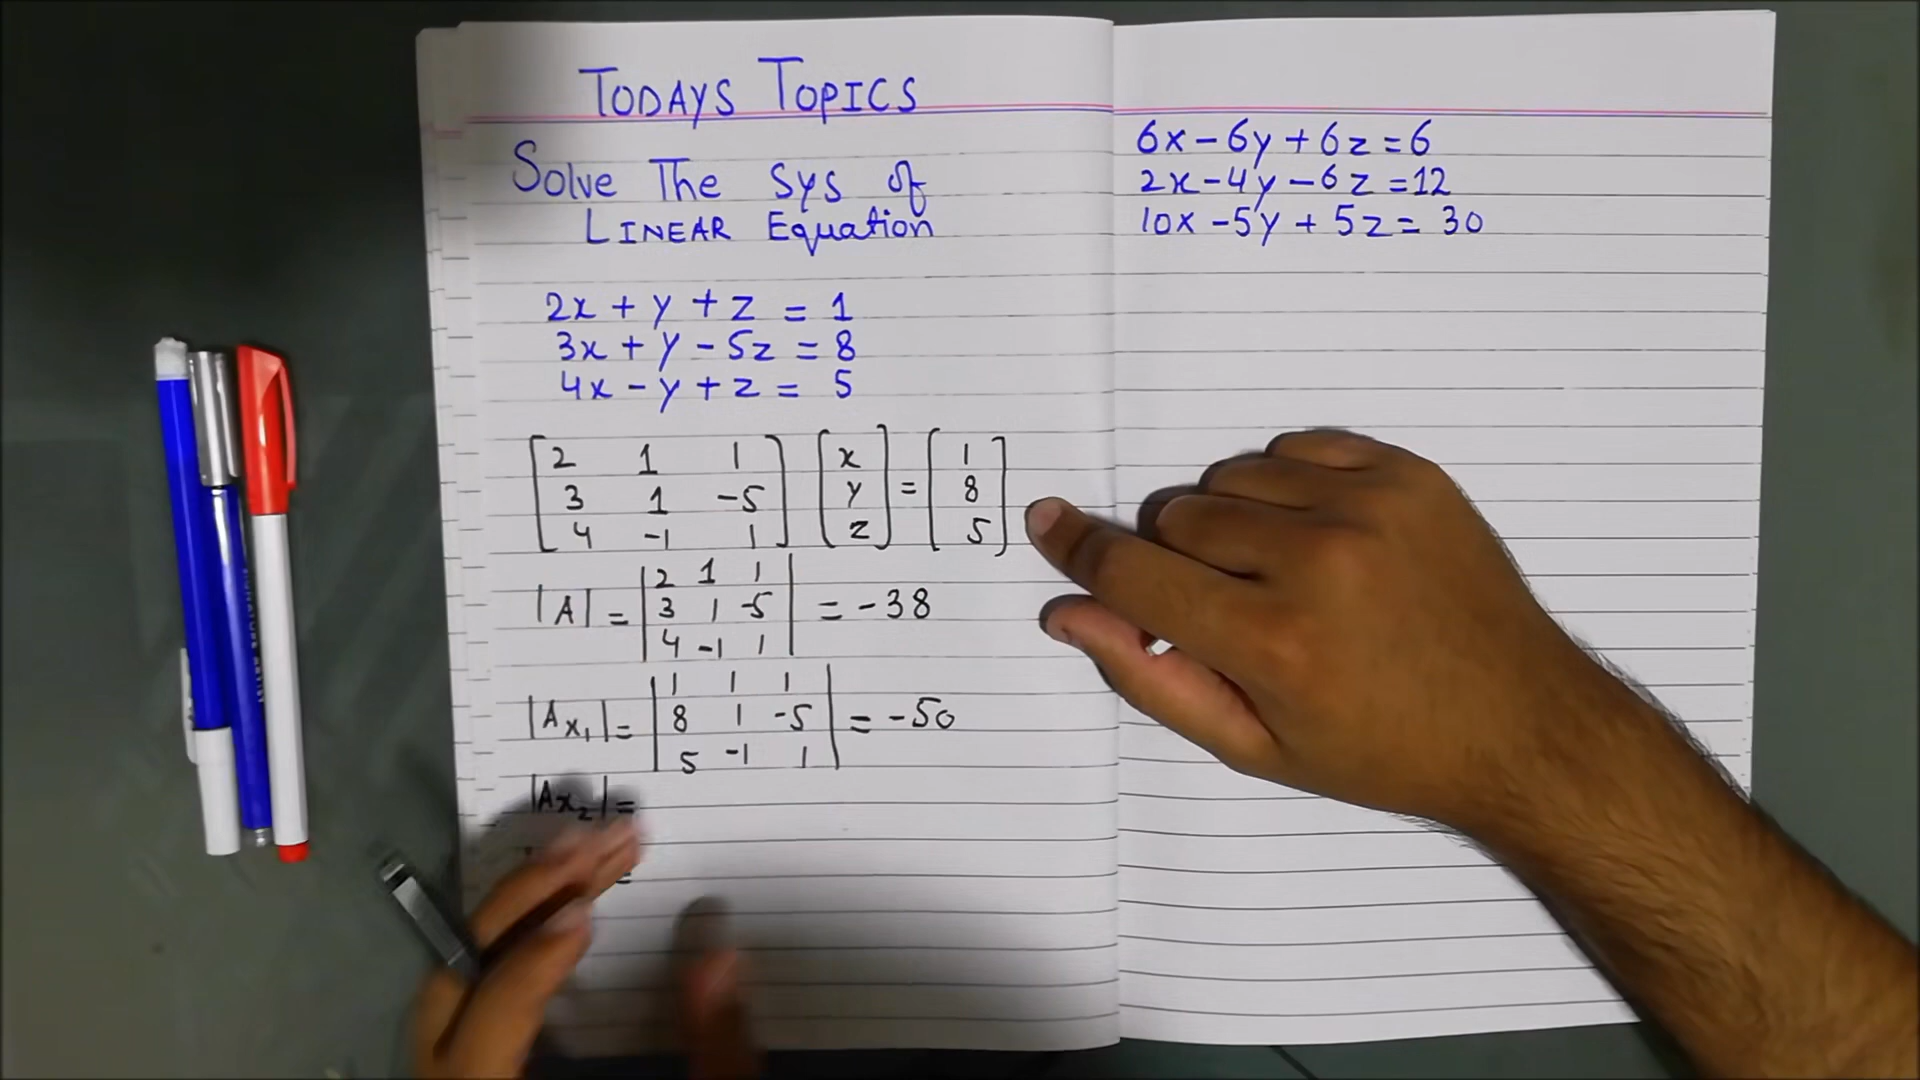 TODAYS TOPICS
Solve The Sys of
LINEAR Equation
2x + y + z = 1
3x + y - 5z = 8
4x - y + z = 5
[2 1 1] [x] = [1]
[3 1 -5] [y] [8]
[4 -1 1] [z] [5]
|A| = |2 1 1| = -38
|3 1 -5|
|4 -1 1|
|Ax₁| = |1 1 1| = -50
|8 1 -5|
|5 -1 1|
|Ax₂| =
=
6x - 6y + 6z = 6
2x - 4y - 6z = 12
10x - 5y + 5z = 30